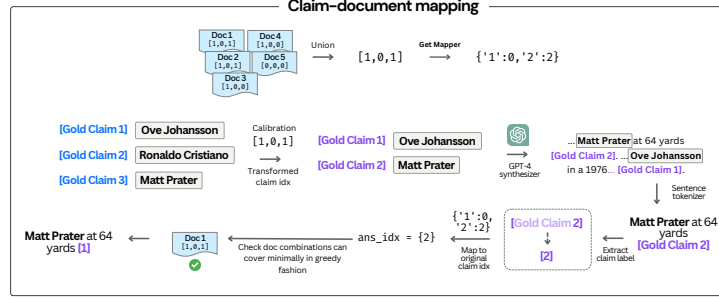 Claim-document mapping
Doc 1
[1,0,1]
Doc 4
[1,0,0]
Doc 2
[1,0,1]
Doc 5
[0,0,0]
Doc 3
[1,0,0]
Union
[1,0,1]
Get Mapper
{'1':0,'2':2}
[Gold Claim 1] Ove Johansson
[Gold Claim 2] Ronaldo Cristiano
[Gold Claim 3] Matt Prater
Calibration
[1,0,1]
Transformed
claim idx
[Gold Claim 1] Ove Johansson
[Gold Claim 2] Matt Prater
GPT-4
synthesizer
... Matt Prater at 64 yards
[Gold Claim 2]. ... Ove Johansson
in a 1976... [Gold Claim 1].
Sentence
tokenizer
Matt Prater at 64
yards
[Gold Claim 2]
Extract
claim label
[Gold Claim 2]
[2]
{'1':0,
'2':2}
Map to
original
claim idx
ans_idx = {2}
Check doc combinations can
cover minimally in greedy
fashion
Doc 1
[1,0,1]
Matt Prater at 64
yards [1]